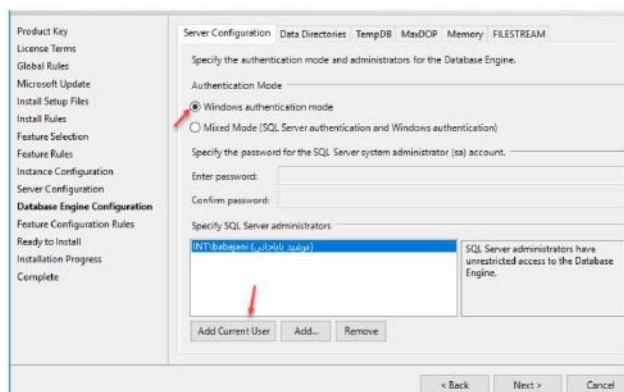 Product Key
License Terms
Global Rules
Microsoft Update
Install Setup Files
Install Rules
Feature Selection
Feature Rules
Instance Configuration
Server Configuration
Database Engine Configuration
Feature Configuration Rules
Ready to Install
Installation Progress
Complete
Server Configuration Data Directories TempDB MaxDOP Memory FILESTREAM
Specify the authentication mode and administrators for the Database Engine.
Authentication Mode
Windows authentication mode
Mixed Mode (SQL Server authentication and Windows authentication)
Specify the password for the SQL Server system administrator (sa) account.
Enter password:
Confirm password:
Specify SQL Server administrators
INT\babajani (فرشید باباجانی)
SQL Server administrators have
unrestricted access to the Database
Engine.
Add Current User Add... Remove
< Back Next > Cancel